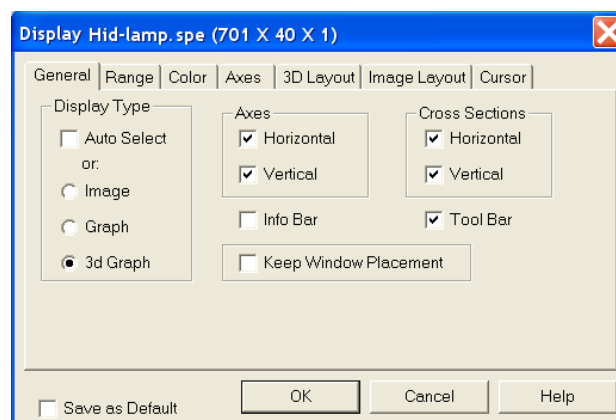 Display Hid-lamp.spe (701 X 40 X 1)
General Range Color Axes 3D Layout Image Layout Cursor
Display Type
Auto Select
or:
Image
Graph
3d Graph
Axes
Horizontal
Vertical
Cross Sections
Horizontal
Vertical
Info Bar
Tool Bar
Keep Window Placement
Save as Default
OK
Cancel
Help